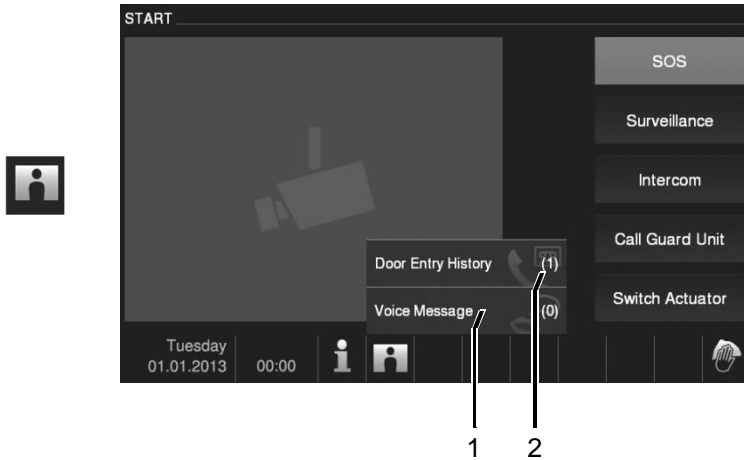 START
SOS
Surveillance
Intercom
Call Guard Unit
Switch Actuator
Door Entry History (1)
Voice Message (0)
Tuesday
01.01.2013 00:00
1 2